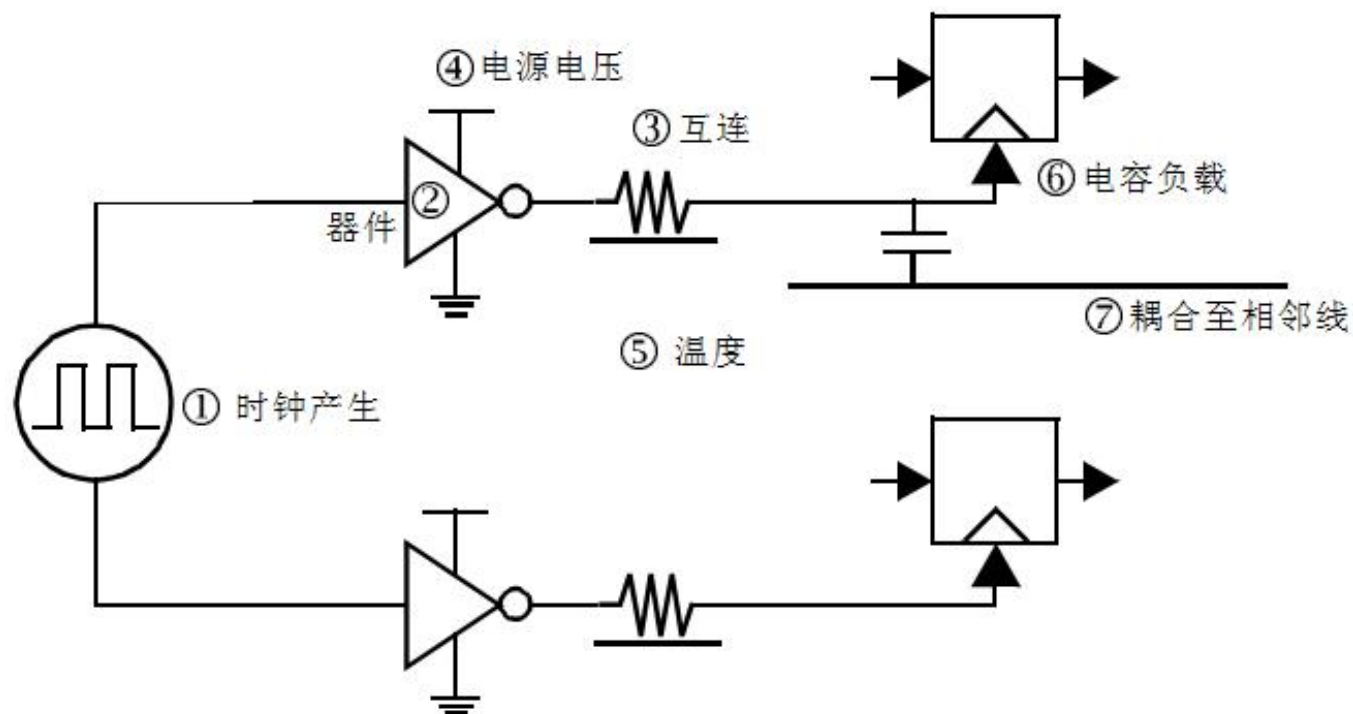 ④电源电压
③互连
⑥电容负载
②
器件
⑦耦合至相邻线
⑤ 温度
① 时钟产生